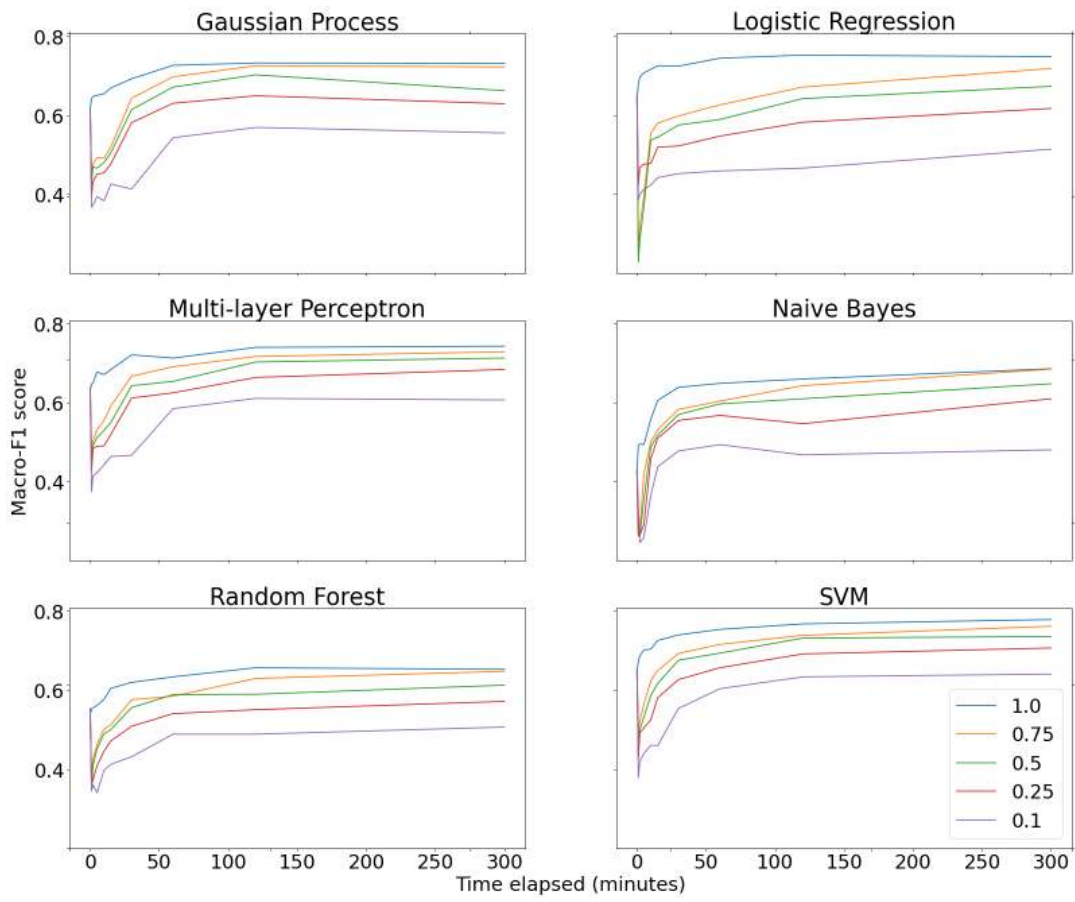 Gaussian Process
Logistic Regression
0.8
0.6
0.4
Multi-layer Perceptron
Naive Bayes
0.8
0.6
0.4
Macro-F1 score
Random Forest
SVM
0.8
0.6
0.4
1.0
0.75
0.5
0.25
0.1
0 50 100 150 200 250 300
0 50 100 150 200 250 300
Time elapsed (minutes)